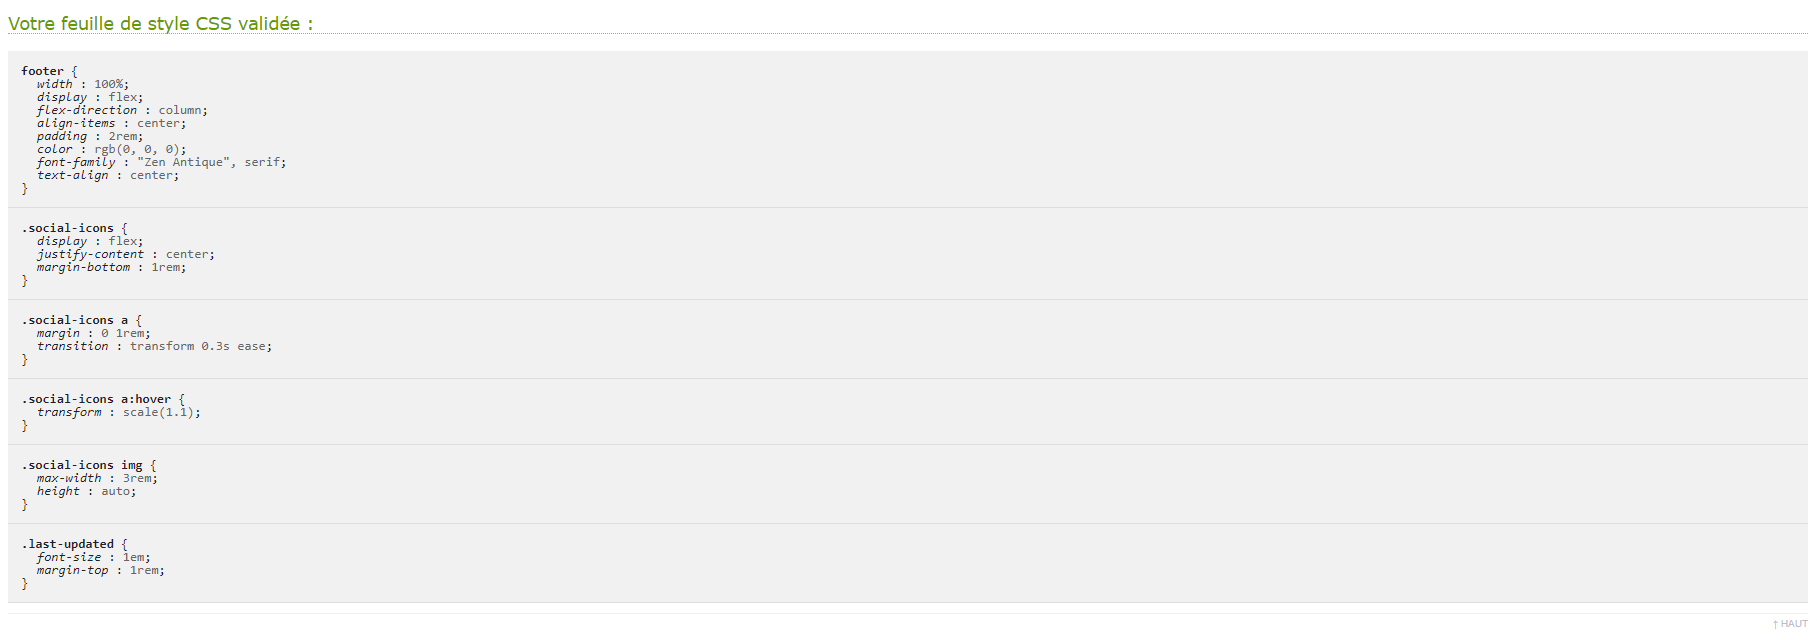 Votre feuille de style CSS validée :
footer {
width : 100%;
display : flex;
flex-direction : column;
align-items : center;
padding : 2rem;
color : rgb(0, 0, 0);
font-family : "Zen Antique", serif;
text-align : center;
}
.social-icons {
display : flex;
justify-content : center;
margin-bottom : 1rem;
}
.social-icons a {
margin : 0 1rem;
transition : transform 0.3s ease;
}
.social-icons a:hover {
transform : scale(1.1);
}
.social-icons img {
max-width : 3rem;
height : auto;
}
.last-updated {
font-size : 1em;
margin-top : 1rem;
}
↑ HAUT